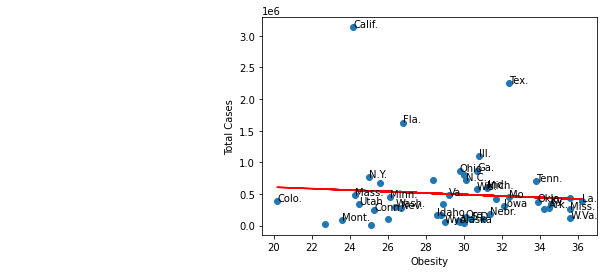 1e6
Total Cases
3.0
2.5
2.0
1.5
1.0
0.5
0.0
Calif.
Tex.
Fla.
Ill.
Ohio
Ga.
N.Y.
N.C.
Tenn.
Mich.
Mass.
Minn.
Va.
Mo.
Okla.
La.
Colo.
Utah
Wash.
Iowa
Ark.
Miss.
Conn.
Nev.
Idaho
Nebr.
Mont.
Wyo.
Alaska
W.Va.
20
22
24
26
28
30
32
34
36
Obesity